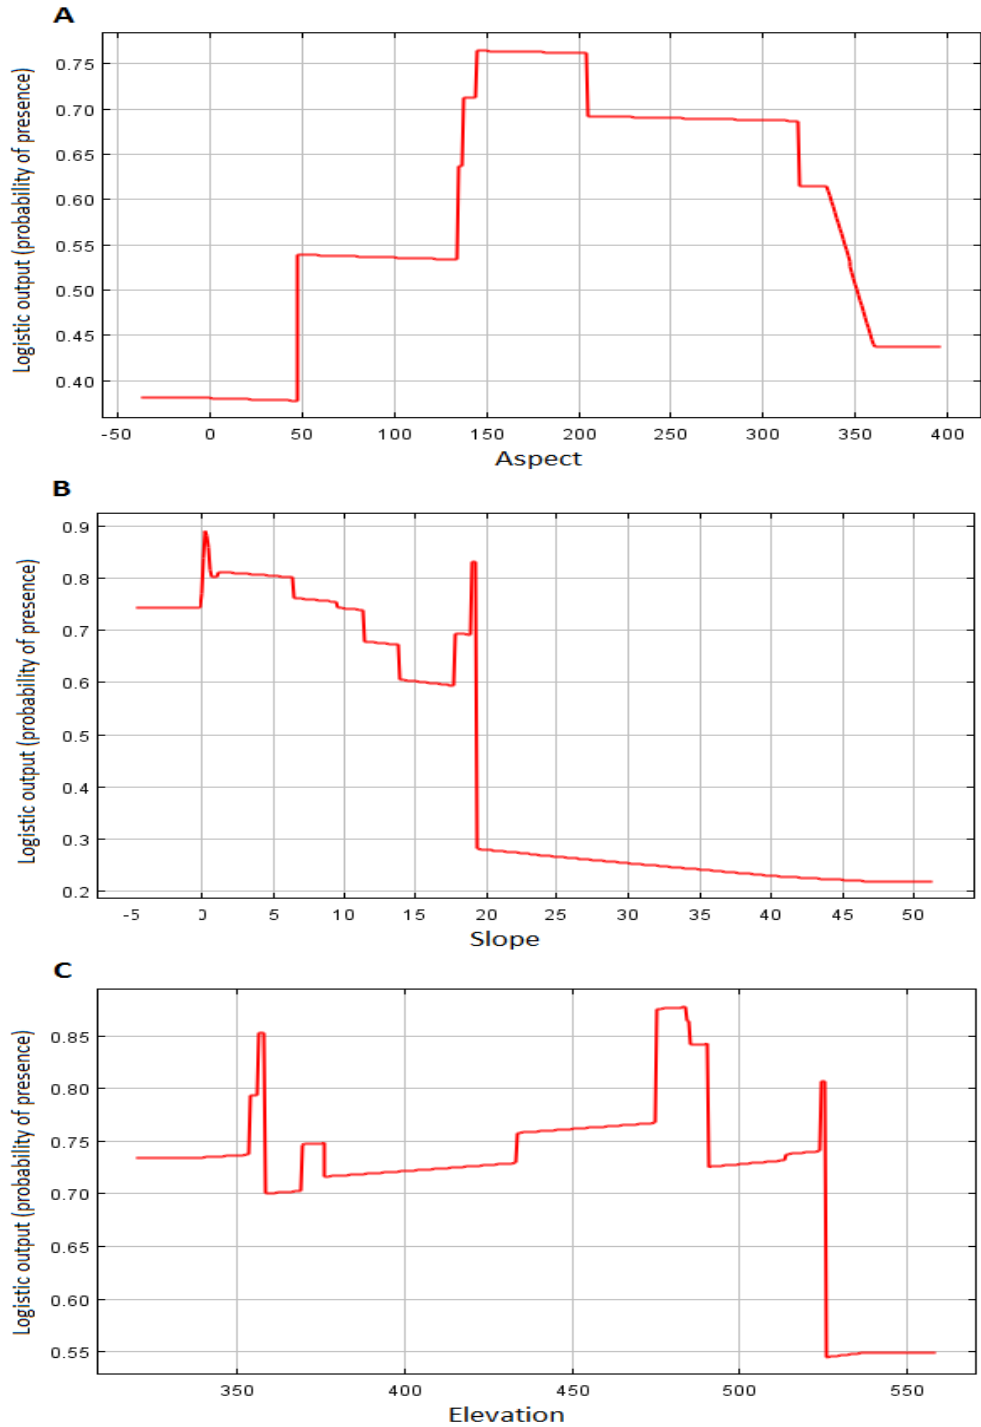 A
Logistic output (probability of presence)
0.75
0.70
0.65
0.60
0.55
0.50
0.45
0.40
-50 0 50 100 150 200 250 300 350 400
Aspect
B
Logistic output (probability of presence)
0.9
0.8
0.7
0.6
0.5
0.4
0.3
0.2
-5 0 5 10 15 20 25 30 35 40 45 50
Slope
C
Logistic output (probability of presence)
0.85
0.80
0.75
0.70
0.65
0.60
0.55
350 400 450 500 550
Elevation